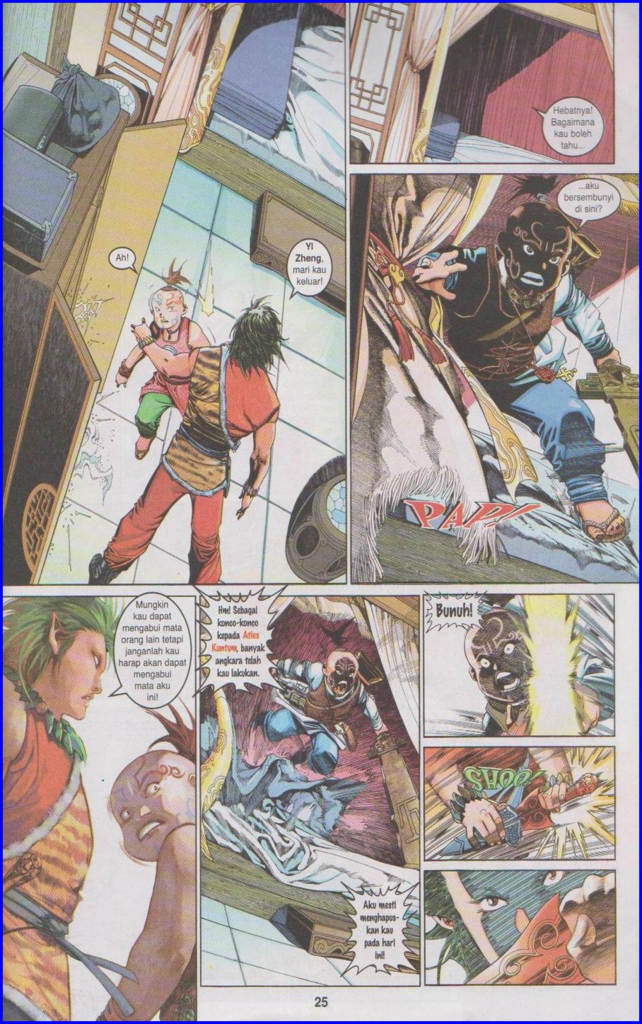 Ah!
Yi
Zheng,
mari kau
keluar!
Hebatnya!
Bagaimana
kau boleh
tahu...
...aku
bersembunyi
di sini?
PAP!
Mungkin
kau dapat
mengabui mata
orang lain tetapi
janganlah kau
harap akan dapat
mengabui
mata aku
ini!
Hm! Sebagai
konco-konco
kepada Aties
Kuntum, banyak
angkara telah
kau lakukan.
Aku mesti
menghapus-
kan kau
pada hari
ini!
Bunuh!
SHOO!
25